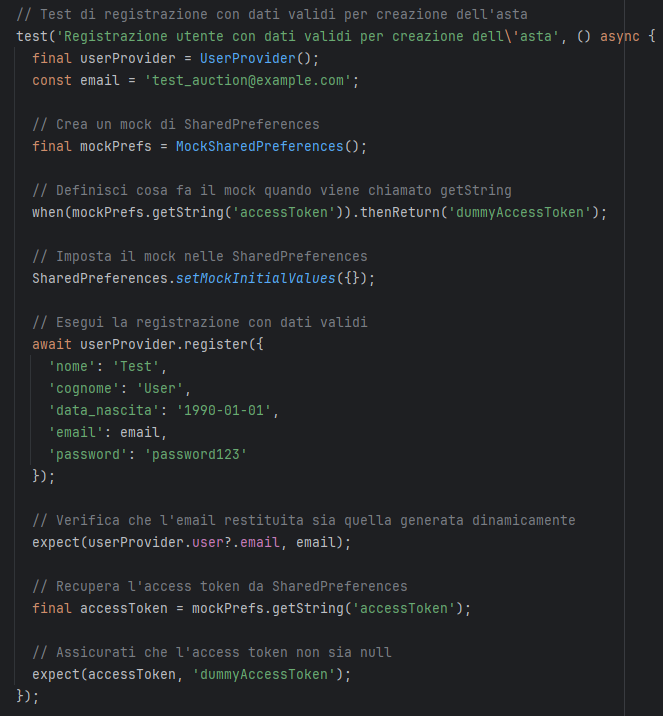 // Test di registrazione con dati validi per creazione dell'asta
test('Registrazione utente con dati validi per creazione dell\'asta', () async {
  final userProvider = UserProvider();
  const email = 'test_auction@example.com';

  // Crea un mock di SharedPreferences
  final mockPrefs = MockSharedPreferences();

  // Definisci cosa fa il mock quando viene chiamato getString
  when(mockPrefs.getString('accessToken')).thenReturn('dummyAccessToken');

  // Imposta il mock nelle SharedPreferences
  SharedPreferences.setMockInitialValues({});

  // Esegui la registrazione con dati validi
  await userProvider.register({
    'nome': 'Test',
    'cognome': 'User',
    'data_nascita': '1990-01-01',
    'email': email,
    'password': 'password123'
  });

  // Verifica che l'email restituita sia quella generata dinamicamente
  expect(userProvider.user?.email, email);

  // Recupera l'access token da SharedPreferences
  final accessToken = mockPrefs.getString('accessToken');

  // Assicurati che l'access token non sia null
  expect(accessToken, 'dummyAccessToken');
});